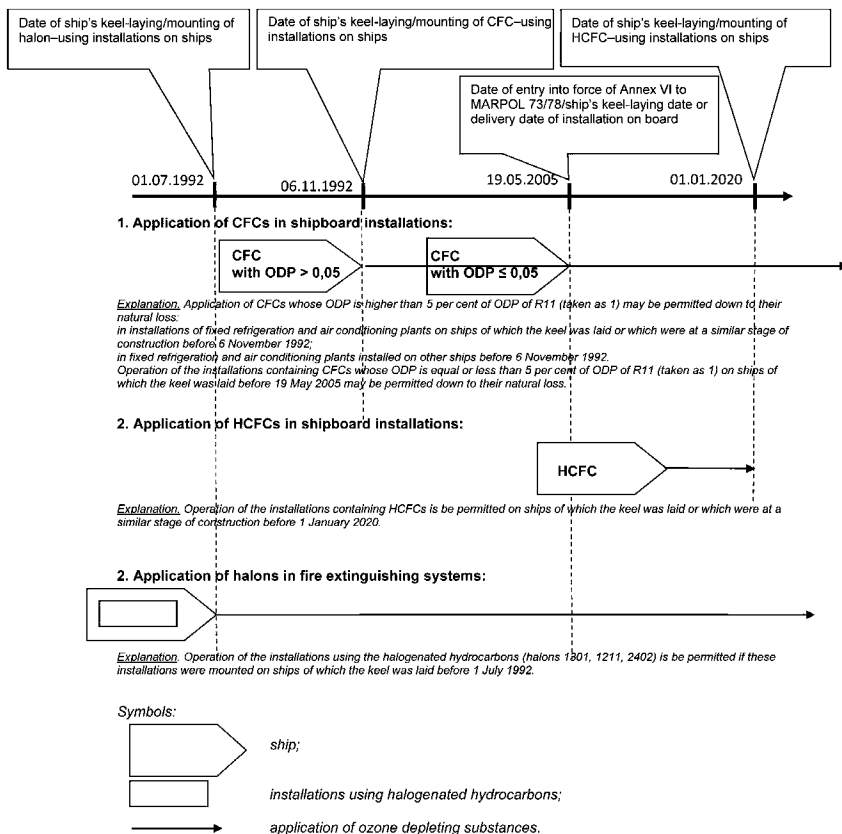 Date of ship's keel-laying/mounting of
halon–using installations on ships
Date of ship's keel-laying/mounting of CFC–using
installations on ships
Date of ship's keel-laying/mounting of
HCFC–using installations on ships
Date of entry into force of Annex VI to
MARPOL 73/78/ship's keel-laying date or
delivery date of installation on board
01.07.1992
06.11.1992
19.05.2005
01.01.2020
1. Application of CFCs in shipboard installations:
CFC
with ODP > 0,05
CFC
with ODP ≤ 0,05
Explanation. Application of CFCs whose ODP is higher than 5 per cent of ODP of R11 (taken as 1) may be permitted down to their
natural loss:
in installations of fixed refrigeration and air conditioning plants on ships of which the keel was laid or which were at a similar stage of
construction before 6 November 1992;
in fixed refrigeration and air conditioning plants installed on other ships before 6 November 1992.
Operation of the installations containing CFCs whose ODP is equal or less than 5 per cent of ODP of R11 (taken as 1) on ships of
which the keel was laid before 19 May 2005 may be permitted down to their natural loss.
2. Application of HCFCs in shipboard installations:
HCFC
Explanation. Operation of the installations containing HCFCs is be permitted on ships of which the keel was laid or which were at a
similar stage of construction before 1 January 2020.
2. Application of halons in fire extinguishing systems:
Explanation. Operation of the installations using the halogenated hydrocarbons (halons 1301, 1211, 2402) is be permitted if these
installations were mounted on ships of which the keel was laid before 1 July 1992.
Symbols:
ship;
installations using halogenated hydrocarbons;
application of ozone depleting substances.